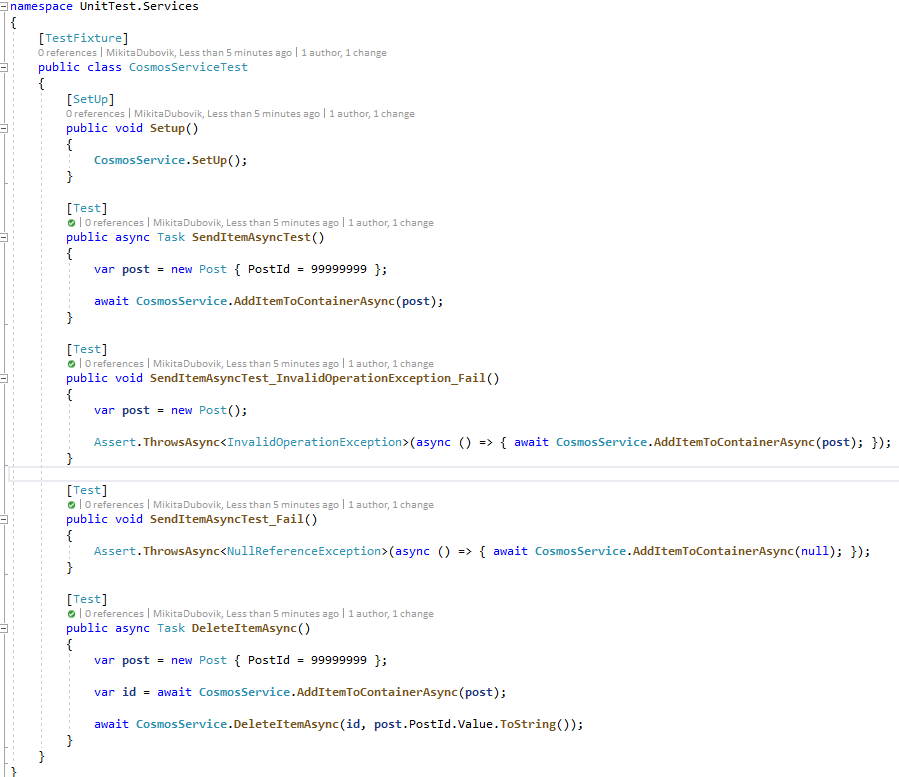 namespace UnitTest.Services
{
[TestFixture]
0 references | MikitaDubovik, Less than 5 minutes ago | 1 author, 1 change
public class CosmosServiceTest
{
[SetUp]
0 references | MikitaDubovik, Less than 5 minutes ago | 1 author, 1 change
public void Setup()
{
CosmosService.SetUp();
}
[Test]
| 0 references | MikitaDubovik, Less than 5 minutes ago | 1 author, 1 change
public async Task SendItemAsyncTest()
{
var post = new Post { PostId = 99999999 };
await CosmosService.AddItemToContainerAsync(post);
}
[Test]
| 0 references | MikitaDubovik, Less than 5 minutes ago | 1 author, 1 change
public void SendItemAsyncTest_InvalidOperationException_Fail()
{
var post = new Post();
Assert.ThrowsAsync<InvalidOperationException>(async () => { await CosmosService.AddItemToContainerAsync(post); });
}
[Test]
| 0 references | MikitaDubovik, Less than 5 minutes ago | 1 author, 1 change
public void SendItemAsyncTest_Fail()
{
Assert.ThrowsAsync<NullReferenceException>(async () => { await CosmosService.AddItemToContainerAsync(null); });
}
[Test]
| 0 references | MikitaDubovik, Less than 5 minutes ago | 1 author, 1 change
public async Task DeleteItemAsync()
{
var post = new Post { PostId = 99999999 };
var id = await CosmosService.AddItemToContainerAsync(post);
await CosmosService.DeleteItemAsync(id, post.PostId.Value.ToString());
}
}
}